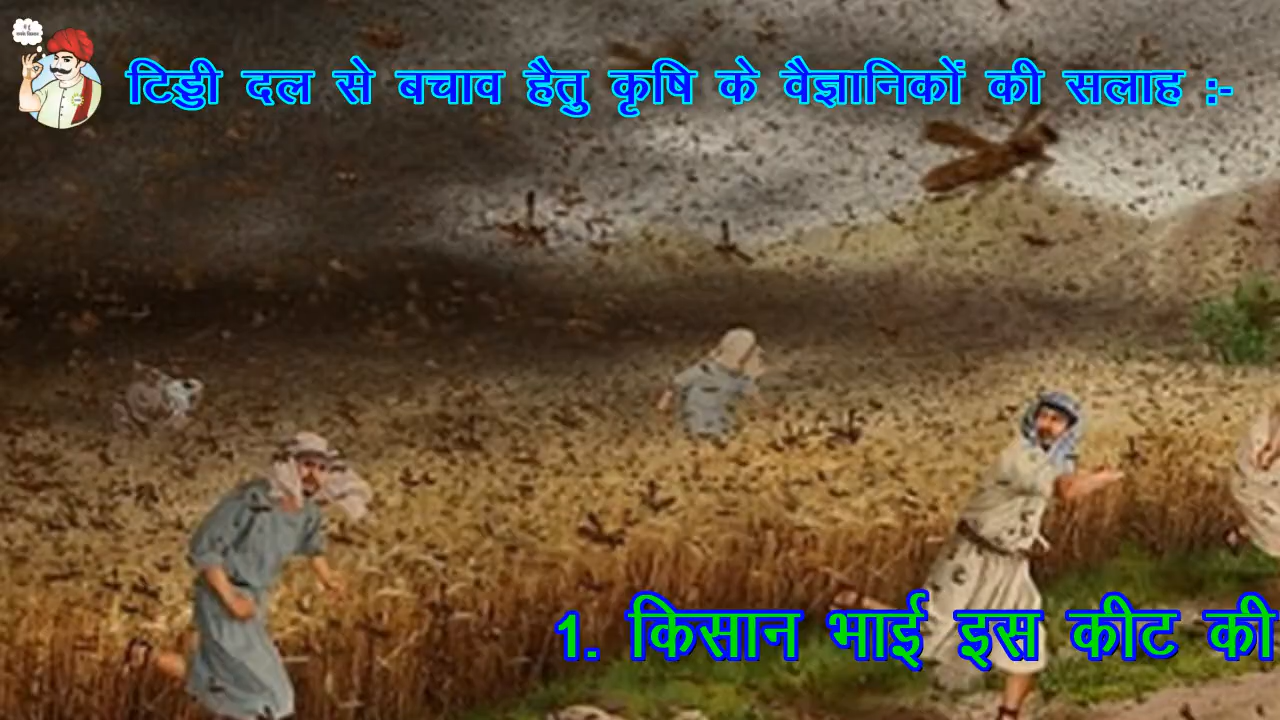 टिड्डी दल से बचाव हैतु कृषि के वैज्ञानिकों की सलाह :-
1. किसान भाई इस कीट की